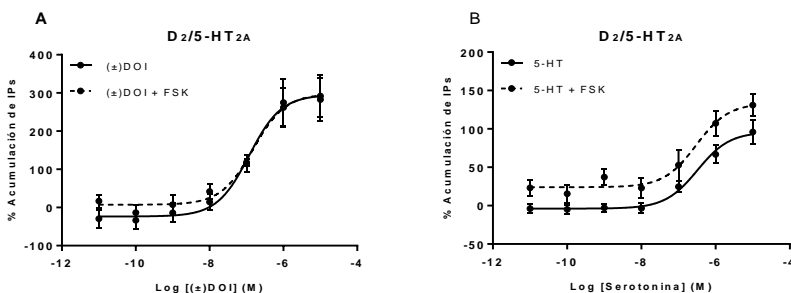 A
D2/5-HT2A
% Acumulación de IPs
400
300
200
100
0
-100
(±)DOI
(±)DOI + FSK
-12
-10
-8
-6
-4
Log [(±)DOI] (M)
B
D2/5-HT2A
% Acumulación de IPs
200
150
100
50
0
-50
5-HT
5-HT + FSK
-12
-10
-8
-6
-4
Log [Serotonina] (M)